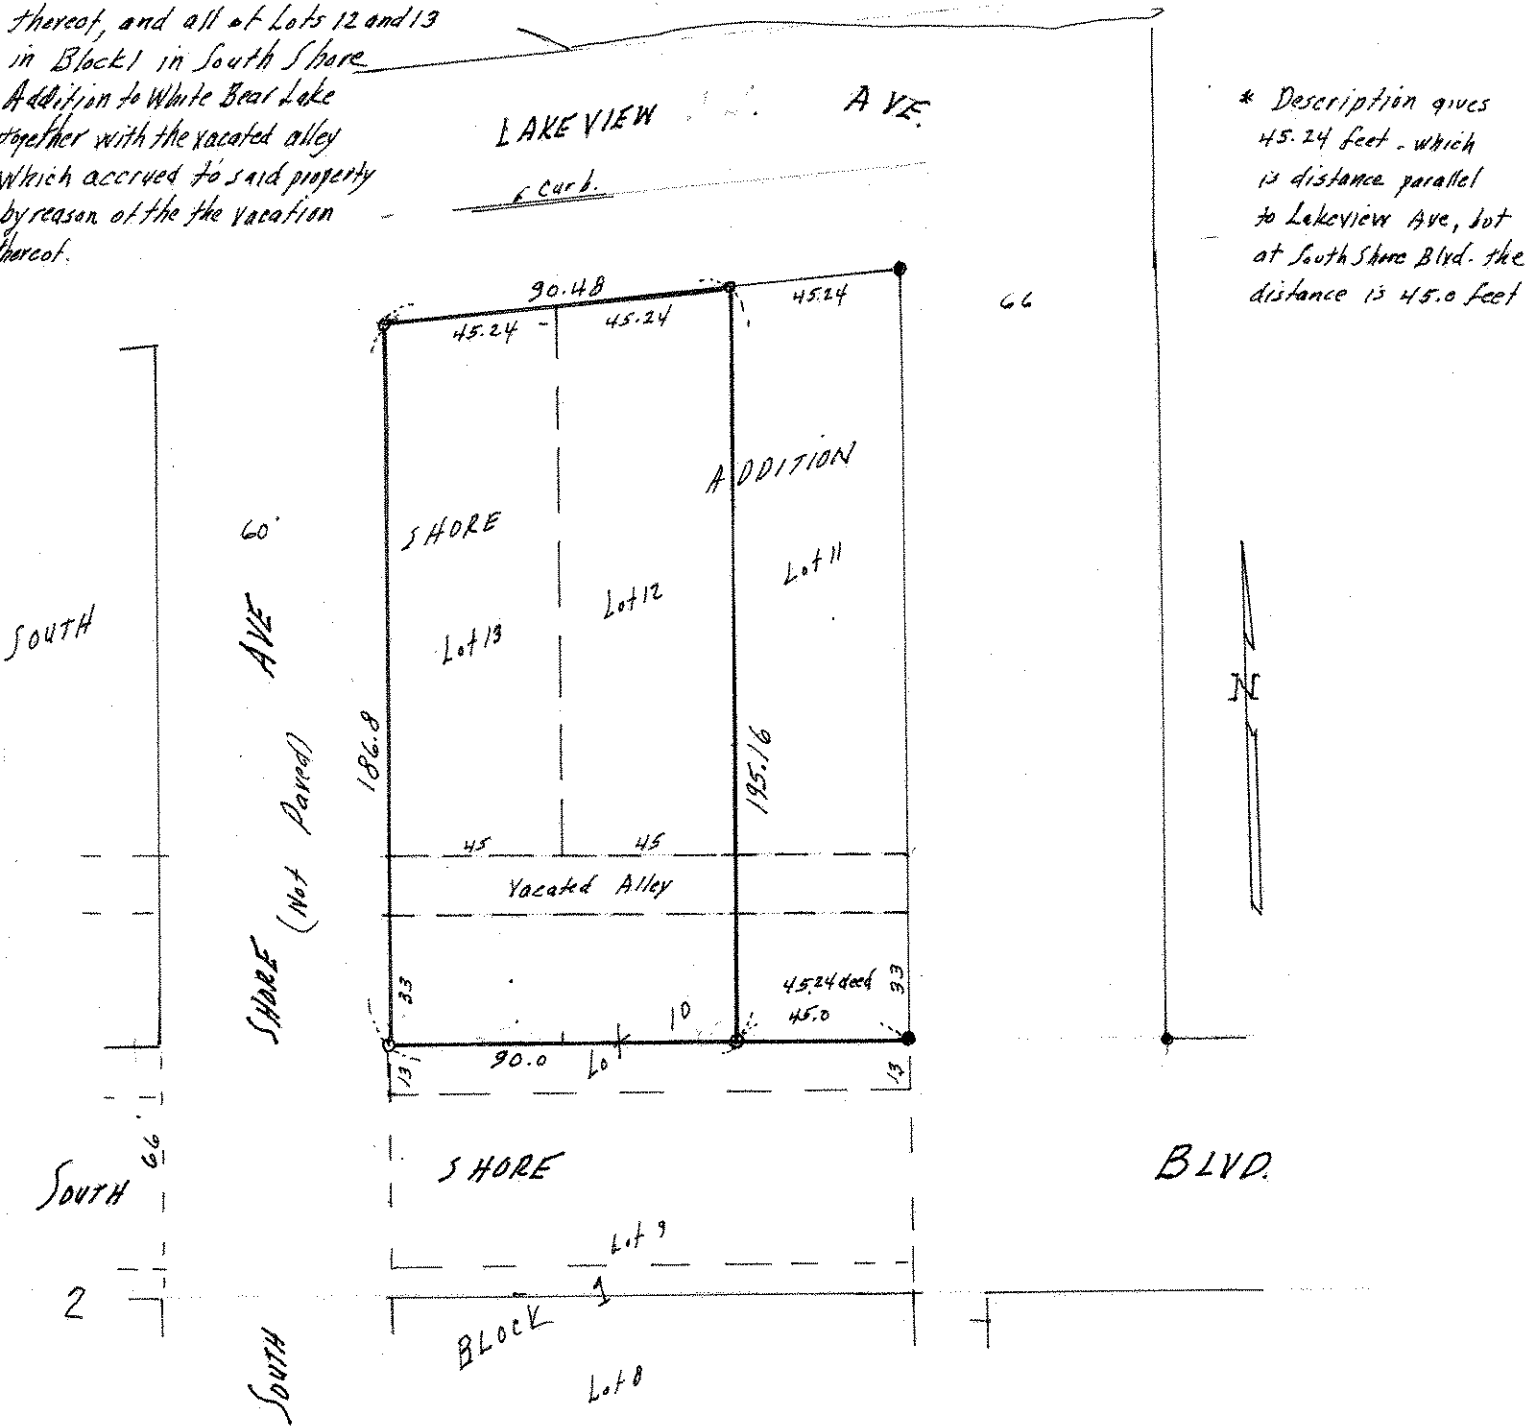 thereof, and all of Lots 12 and 13
in Block 1 in South Shore
Addition to White Bear Lake
together with the vacated alley
which accrued to said property
by reason of the the vacation
thereof.
LAKEVIEW AVE.
Curb.
* Description gives
45.24 feet - which
is distance parallel
to Lakeview Ave, but
at South Shore Blvd. the
distance is 45.0 feet
90.48
45.24
45.24
45.24
66
60'
SOUTH
SHORE
ADDITION
Lot 13
Lot 12
Lot 11
N
186.8
195.16
SOUTH SHORE AVE
(Not Paved)
45
45
Vacated Alley
33
33
45.24 deed
45.0
90.0
Lot 10
13
13
66'
SOUTH SHORE BLVD.
Lot 9
2
BLOCK 1
Lot 8